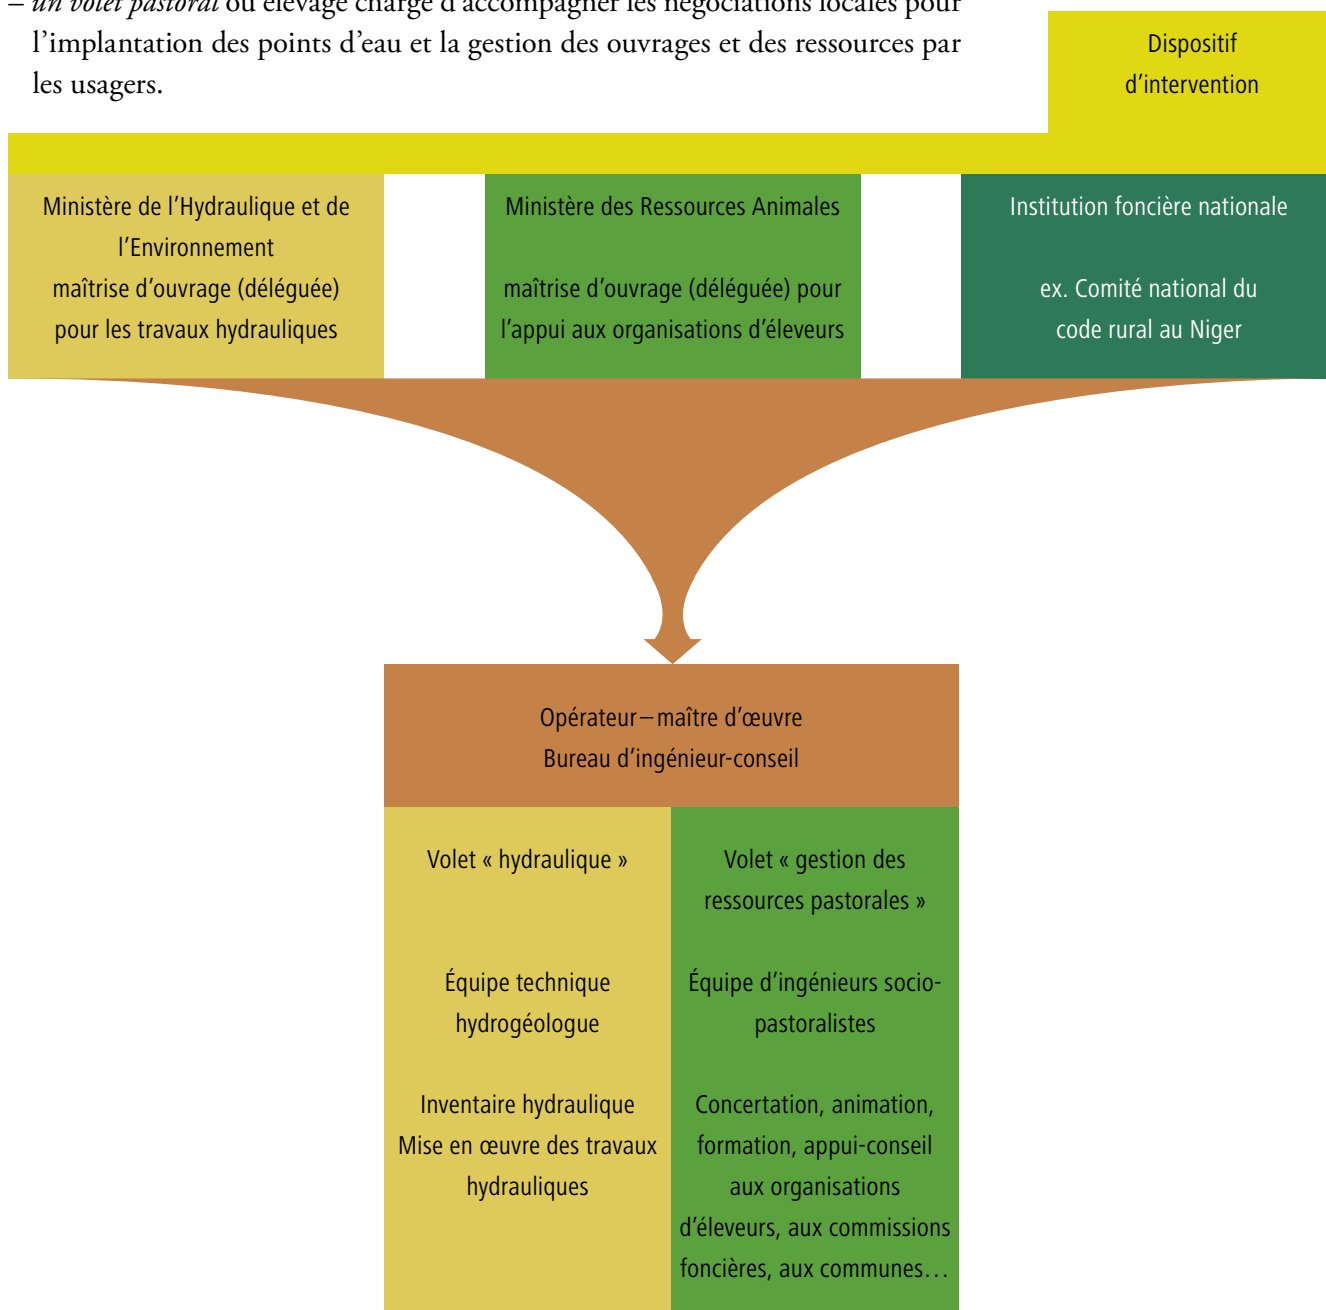 – un volet pastoral ou élevage chargé d'accompagner les négociations locales pour
l'implantation des points d'eau et la gestion des ouvrages et des ressources par
les usagers.
Dispositif
d'intervention
Ministère de l'Hydraulique et de
l'Environnement
maîtrise d'ouvrage (déléguée)
pour les travaux hydrauliques
Ministère des Ressources Animales
maîtrise d'ouvrage (déléguée) pour
l'appui aux organisations d'éleveurs
Institution foncière nationale
ex. Comité national du
code rural au Niger
Opérateur – maître d'œuvre
Bureau d'ingénieur-conseil
Volet « hydraulique »
Équipe technique
hydrogéologue
Inventaire hydraulique
Mise en œuvre des travaux
hydrauliques
Volet « gestion des
ressources pastorales »
Équipe d'ingénieurs socio-
pastoralistes
Concertation, animation,
formation, appui-conseil
aux organisations
d'éleveurs, aux commissions
foncières, aux communes…